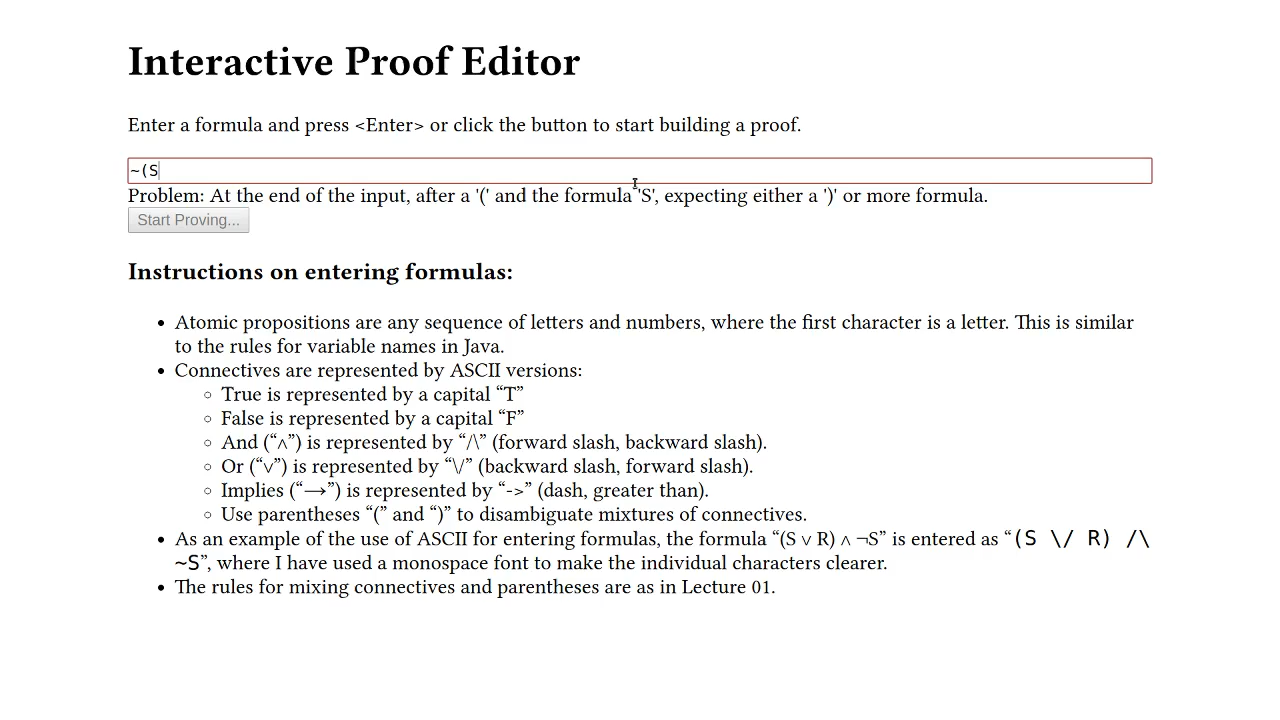 Interactive Proof Editor
Enter a formula and press <Enter> or click the button to start building a proof.
~(S
Problem: At the end of the input, after a '(' and the formula 'S', expecting either a ')' or more formula.
Start Proving...
Instructions on entering formulas:
• Atomic propositions are any sequence of letters and numbers, where the first character is a letter. This is similar
to the rules for variable names in Java.
• Connectives are represented by ASCII versions:
◦ True is represented by a capital “T”
◦ False is represented by a capital “F”
◦ And (“∧”) is represented by “/\” (forward slash, backward slash).
◦ Or (“∨”) is represented by “\/” (backward slash, forward slash).
◦ Implies (“⟶”) is represented by “->” (dash, greater than).
◦ Use parentheses “(” and “)” to disambiguate mixtures of connectives.
• As an example of the use of ASCII for entering formulas, the formula “(S ∨ R) ∧ ¬S” is entered as “(S \/ R) /\
~S”, where I have used a monospace font to make the individual characters clearer.
• The rules for mixing connectives and parentheses are as in Lecture 01.